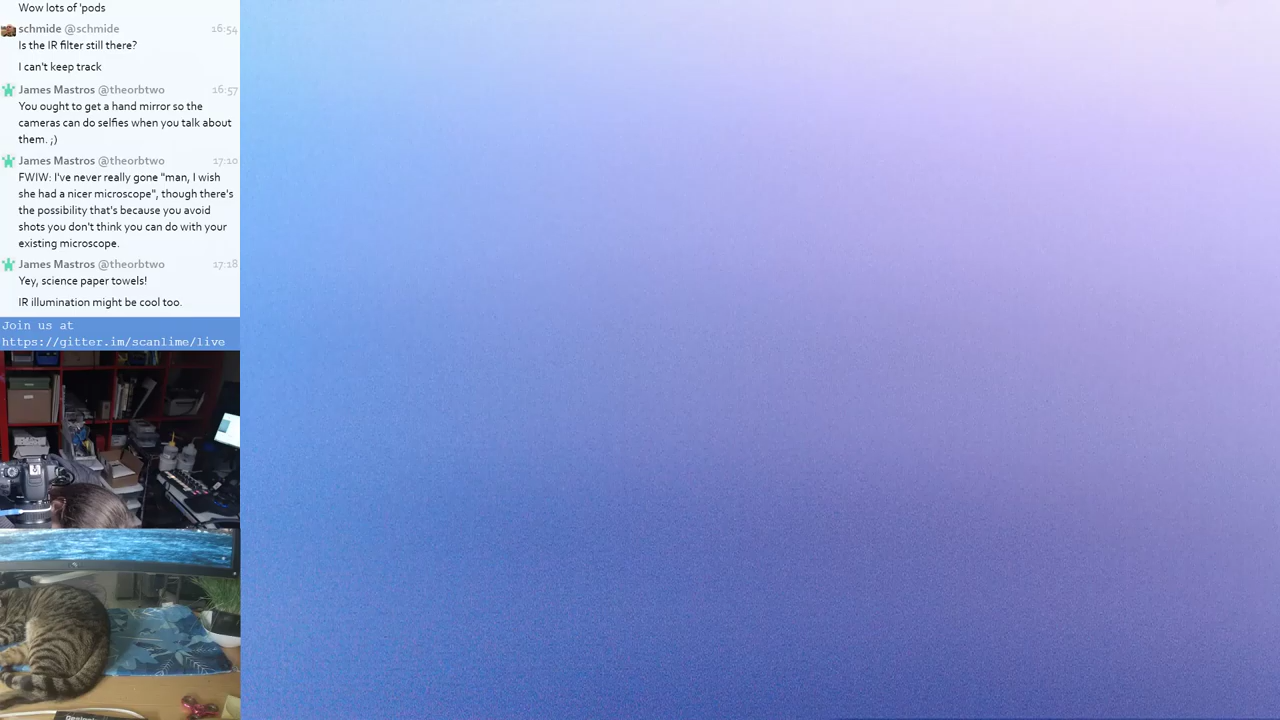 Wow lots of 'pods
schmide @schmide 16:54
Is the IR filter still there?
I can't keep track
James Mastros @theorbtwo 16:57
You ought to get a hand mirror so the
cameras can do selfies when you talk about
them. ;)
James Mastros @theorbtwo 17:10
FWIW: I've never really gone "man, I wish
she had a nicer microscope", though there's
the possibility that's because you avoid
shots you don't think you can do with your
existing microscope.
James Mastros @theorbtwo 17:18
Yey, science paper towels!
IR illumination might be cool too.
Join us at
https://gitter.im/scanlime/live